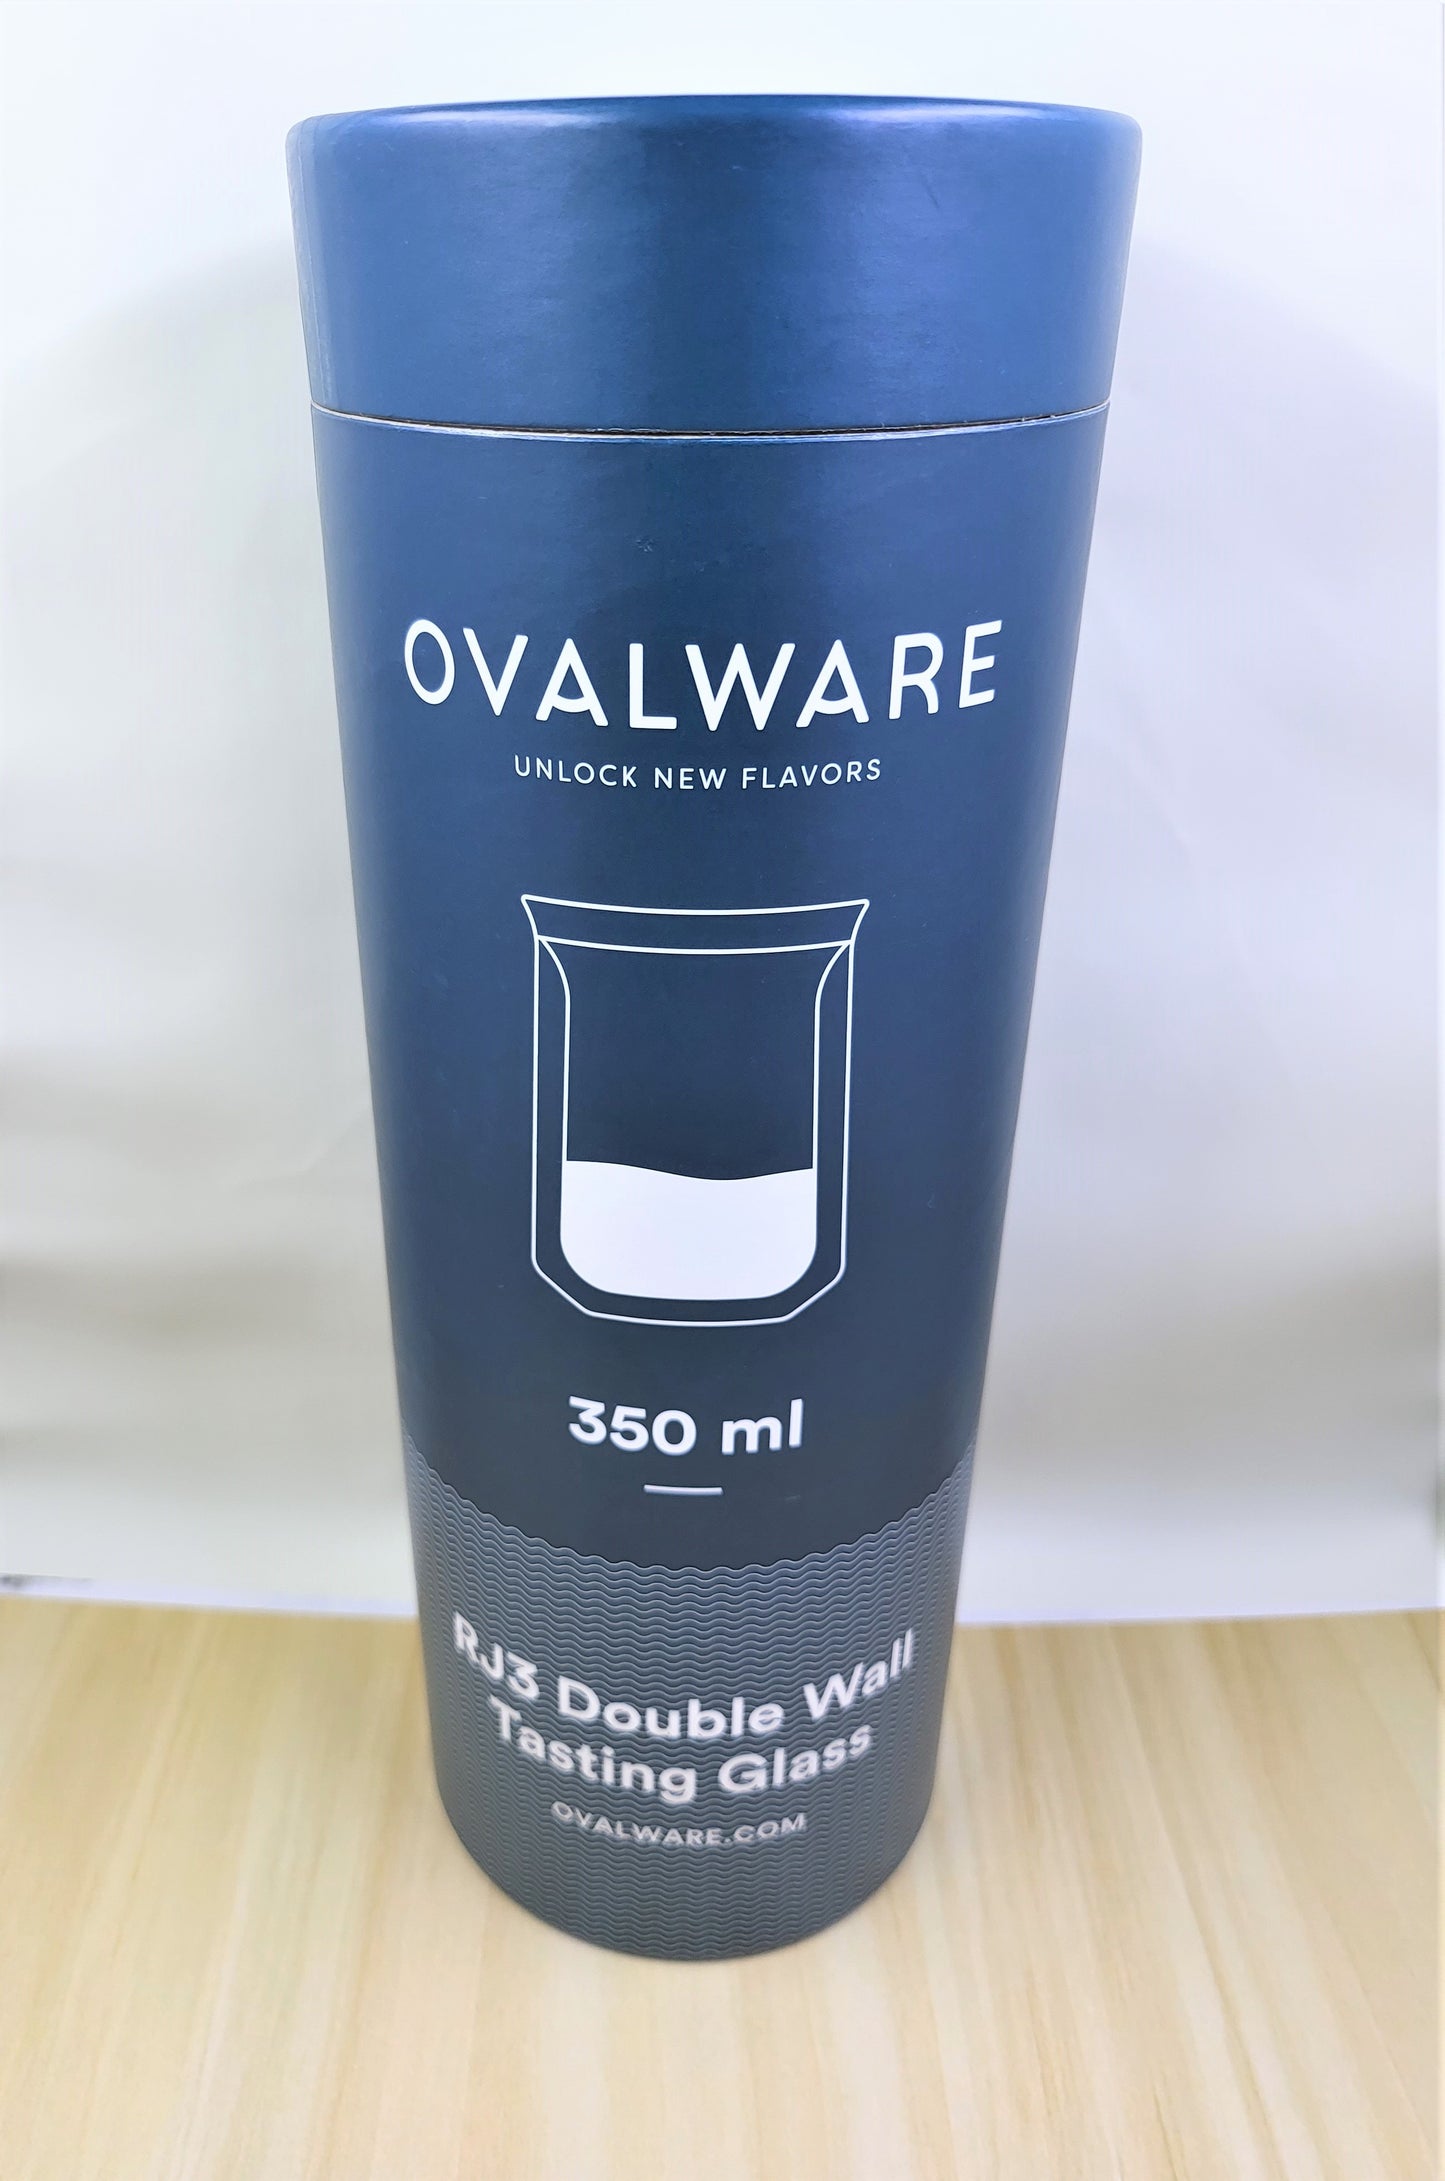 OVALWARE
UNLOCK NEW FLAVORS
350 ml
RJ3 Double Wall
Tasting Glass
OVALWARE.COM